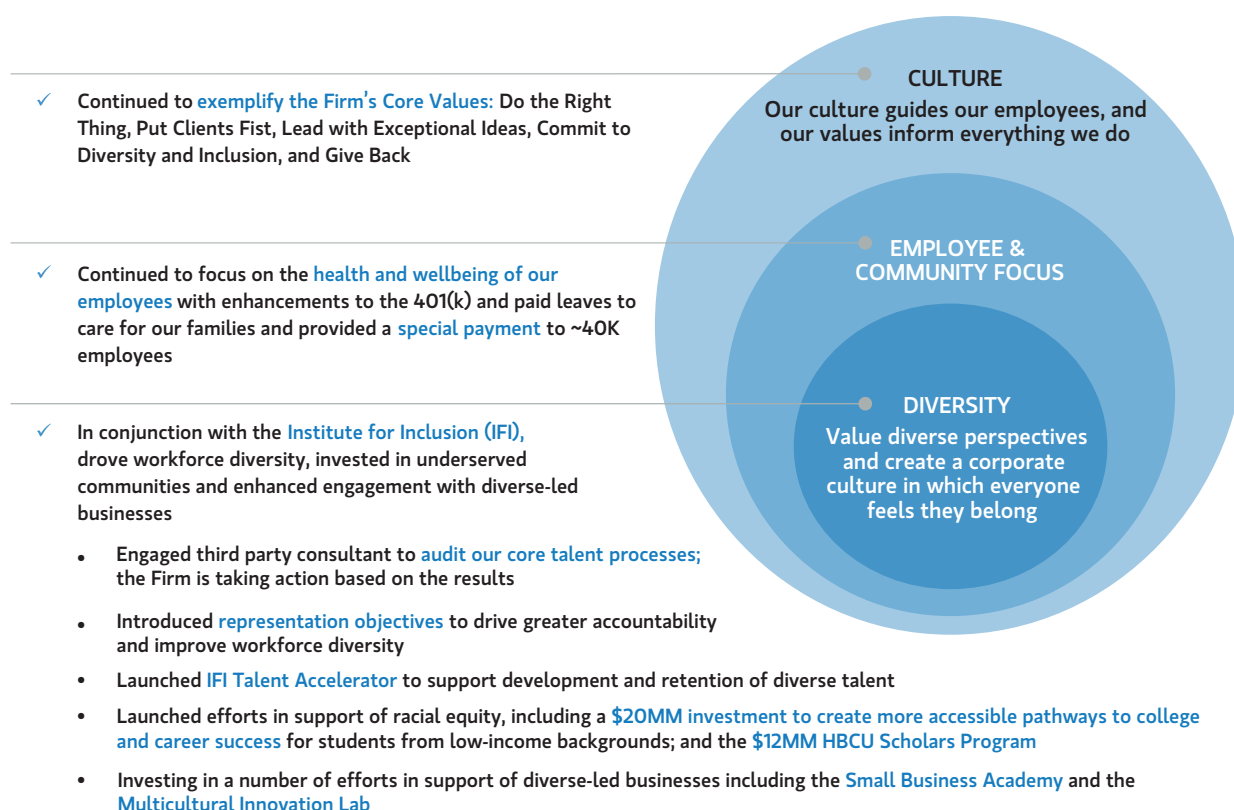 CULTURE
Our culture guides our employees, and
our values inform everything we do
✓ Continued to exemplify the Firm's Core Values: Do the Right
Thing, Put Clients Fist, Lead with Exceptional Ideas, Commit to
Diversity and Inclusion, and Give Back
EMPLOYEE &
COMMUNITY FOCUS
✓ Continued to focus on the health and wellbeing of our
employees with enhancements to the 401(k) and paid leaves to
care for our families and provided a special payment to ~40K
employees
DIVERSITY
Value diverse perspectives
and create a corporate
culture in which everyone
feels they belong
✓ In conjunction with the Institute for Inclusion (IFI),
drove workforce diversity, invested in underserved
communities and enhanced engagement with diverse-led
businesses
• Engaged third party consultant to audit our core talent processes;
the Firm is taking action based on the results
• Introduced representation objectives to drive greater accountability
and improve workforce diversity
• Launched IFI Talent Accelerator to support development and retention of diverse talent
• Launched efforts in support of racial equity, including a $20MM investment to create more accessible pathways to college
and career success for students from low-income backgrounds; and the $12MM HBCU Scholars Program
• Investing in a number of efforts in support of diverse-led businesses including the Small Business Academy and the
Multicultural Innovation Lab